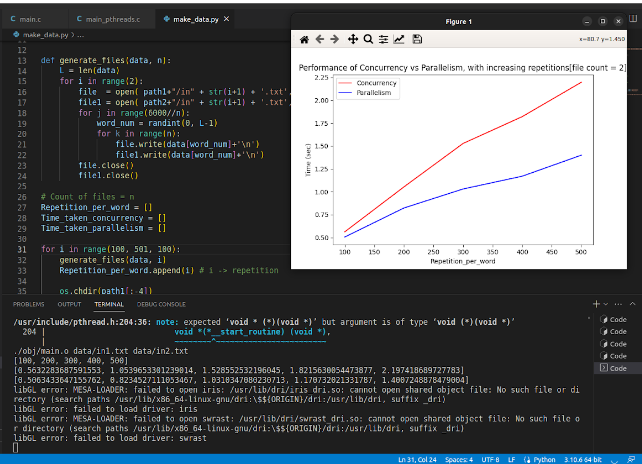 main.c
main_pthreads.c
make_data.py
make_data.py > ...
Figure 1
x=80.7 y=1.450
Performance of Concurrency vs Parallelism, with increasing repetitions[file count = 2]
Concurrency
Parallelism
2.25
2.00
1.75
1.50
1.25
1.00
0.75
0.50
Time (sec)
100 150 200 250 300 350 400 450 500
Repetition_per_word
12
13 def generate_files(data, n):
14 L = len(data)
15 for i in range(2):
16 file = open( path1+"/in" + str(i+1) + '.txt',
17 file1 = open( path2+"/in" + str(i+1) + '.txt',
18 for j in range(6000//n):
19 word_num = randint(0, L-1)
20 for k in range(n):
21 file.write(data[word_num]+'\n')
22 file1.write(data[word_num]+'\n')
23 file.close()
24 file1.close()
25
26 # Count of files = n
27 Repetition_per_word = []
28 Time_taken_concurrency = []
29 Time_taken_parallelism = []
30
31 for i in range(100, 501, 100):
32 generate_files(data, i)
33 Repetition_per_word.append(i) # i -> repetition
34
35 os.chdir(path1[:-4])
PROBLEMS OUTPUT TERMINAL DEBUG CONSOLE
/usr/include/pthread.h:204:36: note: expected 'void * (*)(void *)' but argument is of type 'void (*)(void *)'
204 | void *(*__start_routine) (void *),
| ~~~~~~~~^~~~~~~~~~~~~~~~~~~~~~~~~
./obj/main.o data/in1.txt data/in2.txt
[100, 200, 300, 400, 500]
[0.5632283687591553, 1.0539653301239014, 1.528552532196045, 1.8215630054473877, 2.197418689727783]
[0.5063433647155762, 0.8234527111053467, 1.0310347080230713, 1.170732021331787, 1.4007248878479004]
libGL error: MESA-LOADER: failed to open iris: /usr/lib/dri/iris_dri.so: cannot open shared object file: No such file or di
rectory (search paths /usr/lib/x86_64-linux-gnu/dri:\$${ORIGIN}/dri:/usr/lib/dri, suffix _dri)
libGL error: failed to load driver: iris
libGL error: MESA-LOADER: failed to open swrast: /usr/lib/dri/swrast_dri.so: cannot open shared object file: No such file o
r directory (search paths /usr/lib/x86_64-linux-gnu/dri:\$${ORIGIN}/dri:/usr/lib/dri, suffix _dri)
libGL error: failed to load driver: swrast
Code
Code
Code
Code
Code
Ln 31, Col 24 Spaces: 4 UTF-8 LF Python 3.10.6 64-bit